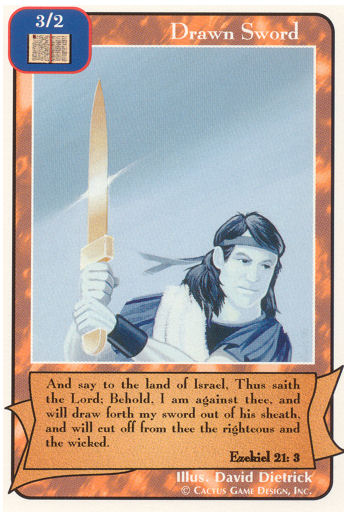 3/2
Drawn Sword
And say to the land of Israel, Thus saith
the Lord; Behold, I am against thee, and
will draw forth my sword out of his sheath,
and will cut off from thee the righteous and
the wicked.
Ezekiel 21: 3
Illus. David Dietrick
© Cactus Game Design, Inc.